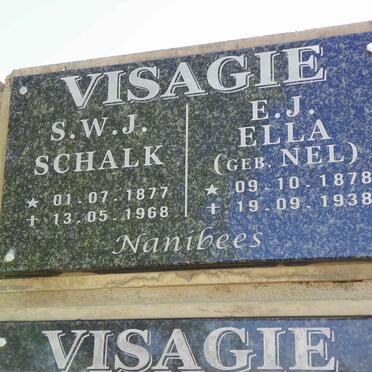 VISAGIE
S.W.J.
SCHALK
★ 01.07.1877
✝ 13.05.1968
E.J.
ELLA
(GEB. NEL)
★ 09.10.1878
✝ 19.09.1938
Nanibees
VISAGIE